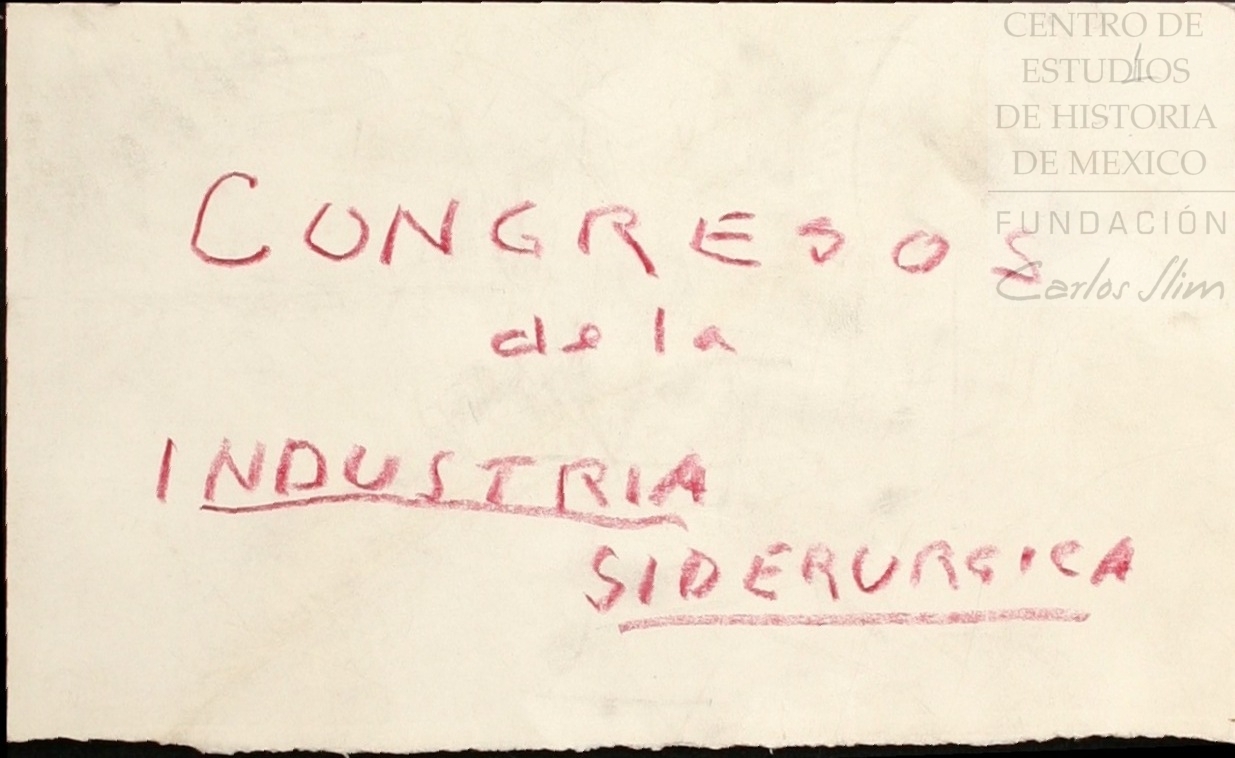 CENTRO DE
ESTUDIOS
DE HISTORIA
DE MEXICO
FUNDACIÓN
Carlos Slim
CONGRESOS
de la
INDUSTRIA
SIDERURGICA